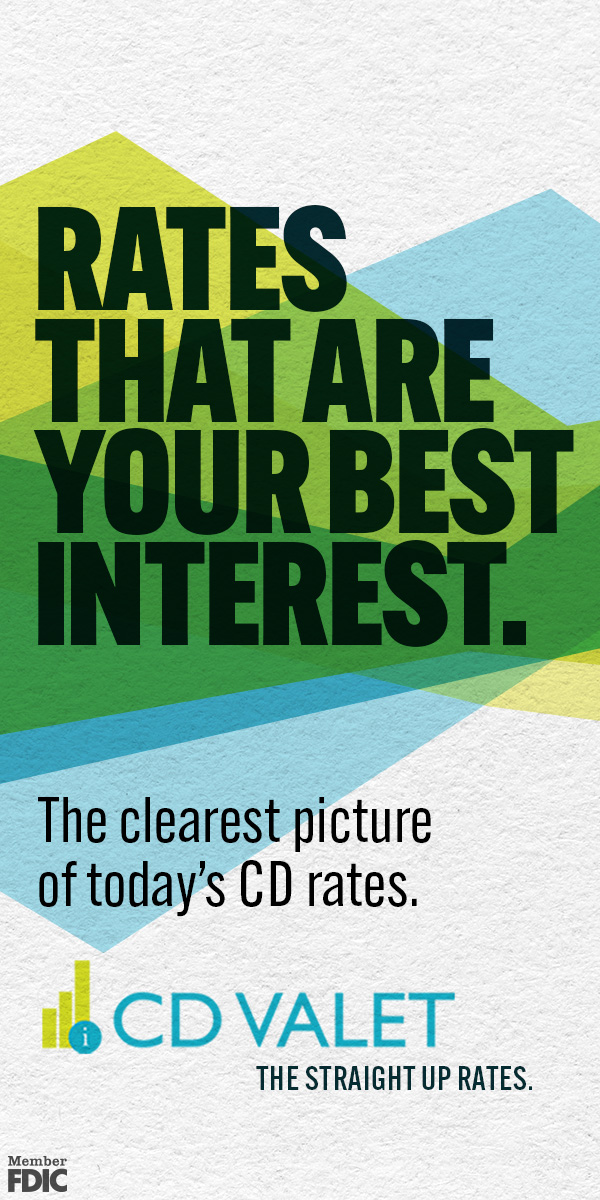 RATES
THAT ARE
YOUR BEST
INTEREST.
The clearest picture
of today's CD rates.
i CD VALET
THE STRAIGHT UP RATES.
Member
FDIC